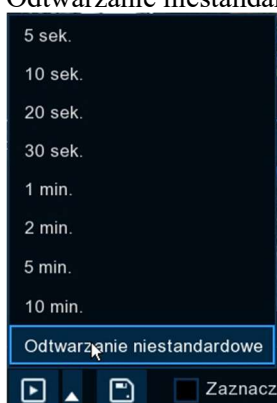 5 sek.
10 sek.
20 sek.
30 sek.
1 min.
2 min.
5 min.
10 min.
Odtwarzanie niestandardowe
Zaznacz